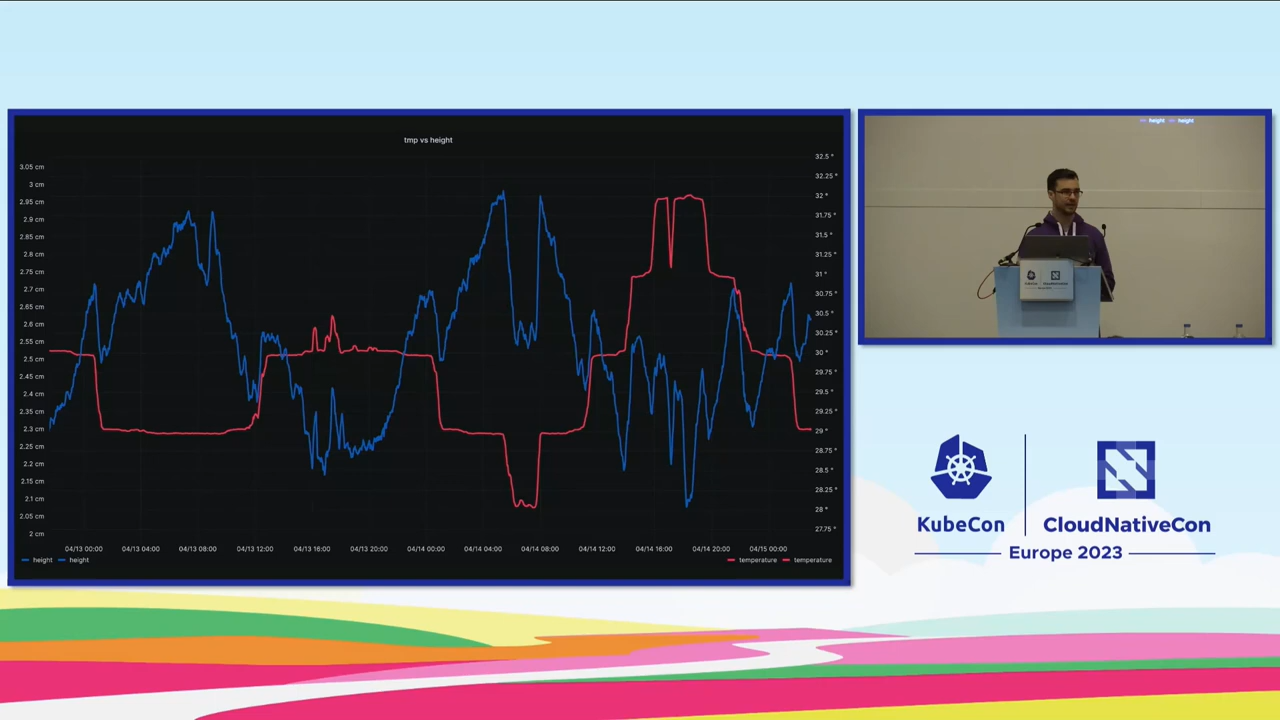 tmp vs height
3.05 cm
3 cm
2.95 cm
2.9 cm
2.85 cm
2.8 cm
2.75 cm
2.7 cm
2.65 cm
2.6 cm
2.55 cm
2.5 cm
2.45 cm
2.4 cm
2.35 cm
2.3 cm
2.25 cm
2.2 cm
2.15 cm
2.1 cm
2.05 cm
2 cm
32.5 °
32.25 °
32 °
31.75 °
31.5 °
31.25 °
31 °
30.75 °
30.5 °
30.25 °
30 °
29.75 °
29.5 °
29.25 °
29 °
28.75 °
28.5 °
28.25 °
28 °
27.75 °
04/13 00:00 04/13 04:00 04/13 08:00 04/13 12:00 04/13 16:00 04/13 20:00 04/14 00:00 04/14 04:00 04/14 08:00 04/14 12:00 04/14 16:00 04/14 20:00 04/15 00:00
height height temperature temperature
height height
KubeCon CloudNativeCon
Europe 2023